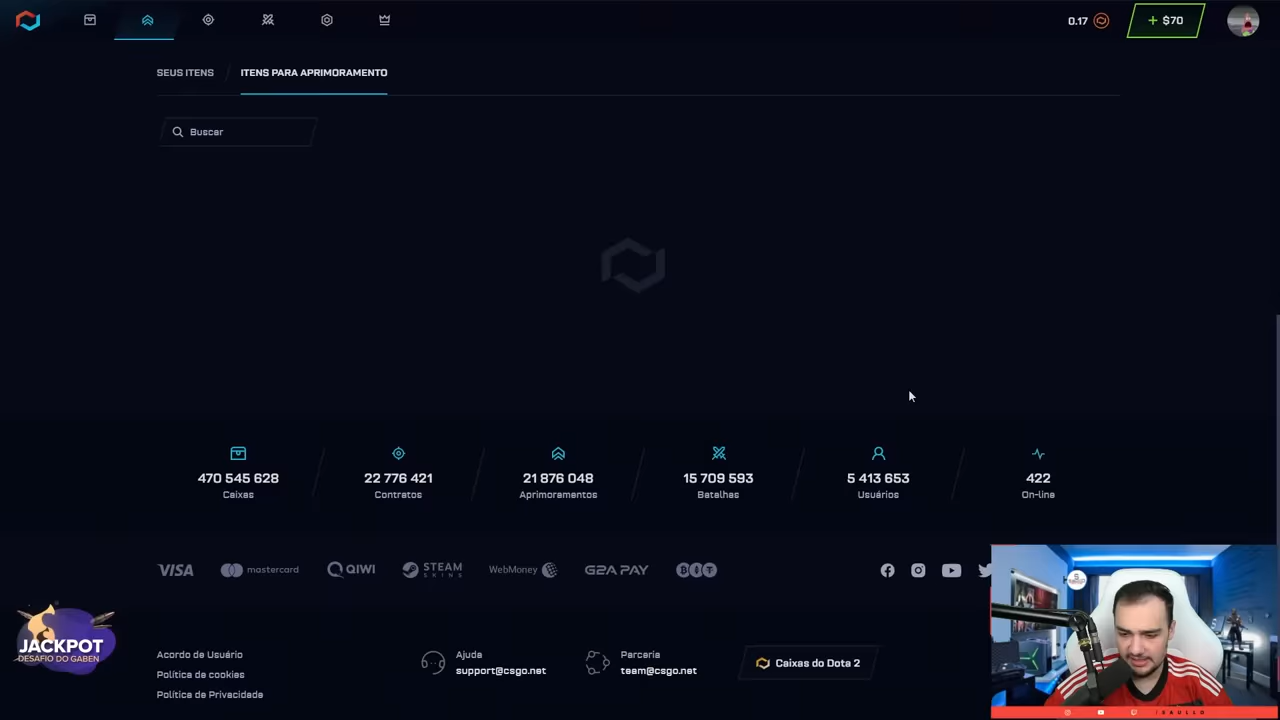 0.17
+ $70
SEUS ITENS
ITENS PARA APRIMORAMENTO
Buscar
470 545 628
Caixas
22 776 421
Contratos
21 876 048
Aprimoramentos
15 709 593
Batalhas
5 413 653
Usuários
422
On-line
VISA
mastercard
QIWI
STEAM
SKINS
WebMoney
G2A PAY
JACKPOT
DESAFIO DO GABEN
Acordo de Usuário
Política de cookies
Política de Privacidade
Ajuda
support@csgo.net
Parceria
team@csgo.net
Caixas do Dota 2